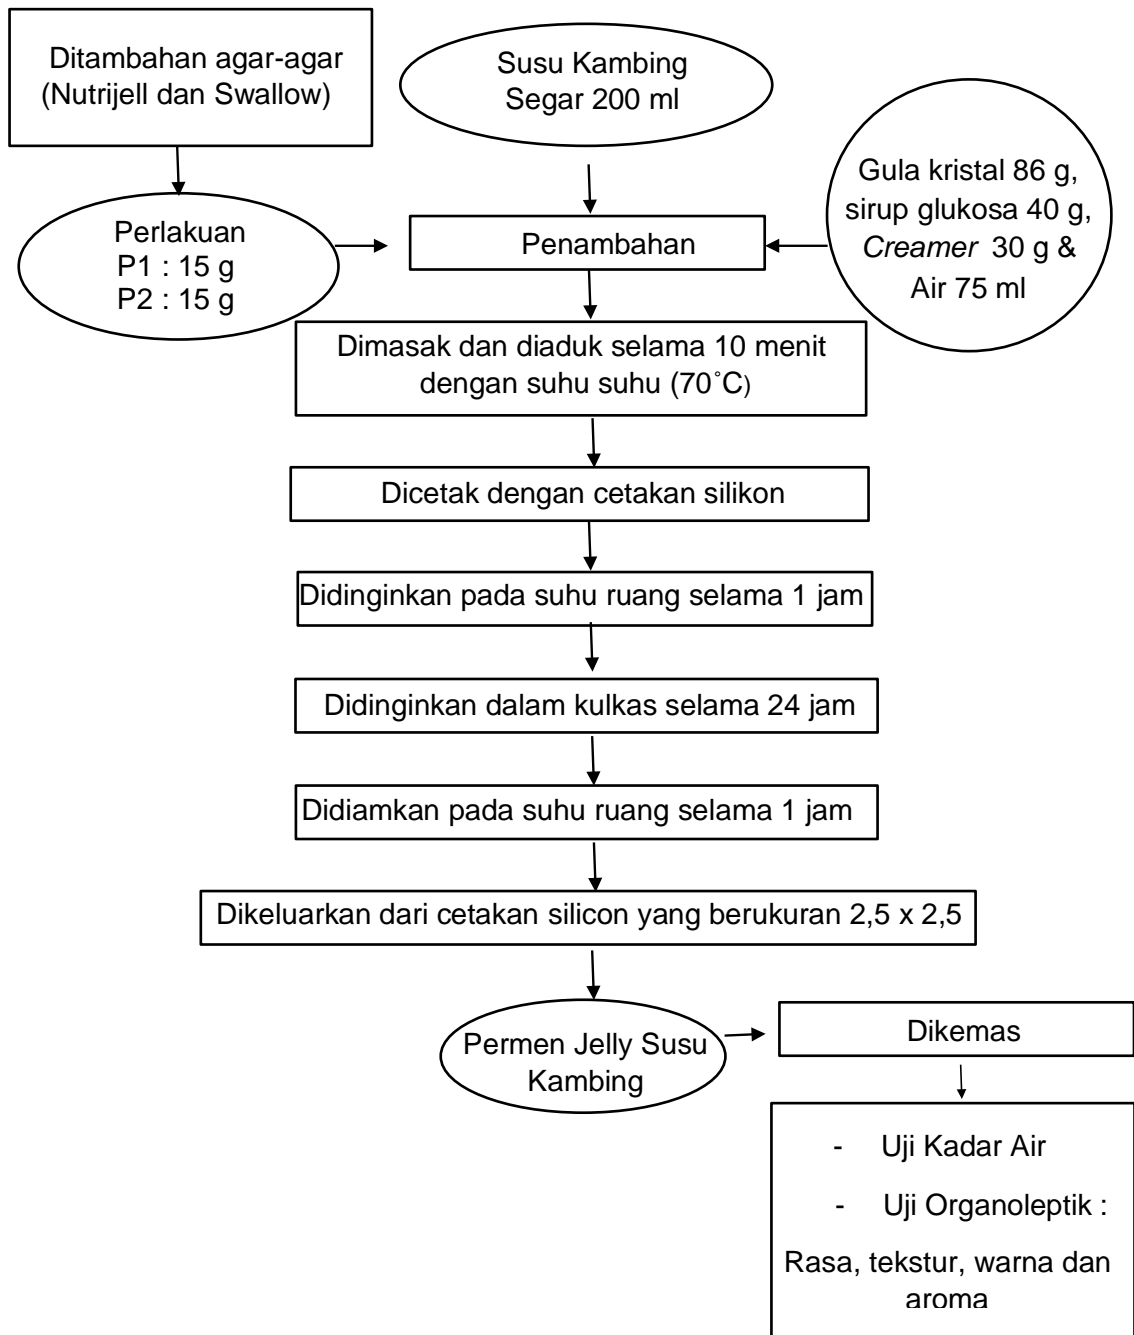 Ditambahan agar-agar
(Nutrijell dan Swallow)
Susu Kambing
Segar 200 ml
Perlakuan
P1 : 15 g
P2 : 15 g
Penambahan
Gula kristal 86 g,
sirup glukosa 40 g,
Creamer 30 g &
Air 75 ml
Dimasak dan diaduk selama 10 menit
dengan suhu suhu (70˚C)
Dicetak dengan cetakan silikon
Didinginkan pada suhu ruang selama 1 jam
Didinginkan dalam kulkas selama 24 jam
Didiamkan pada suhu ruang selama 1 jam
Dikeluarkan dari cetakan silicon yang berukuran 2,5 x 2,5
Permen Jelly Susu
Kambing
Dikemas
- Uji Kadar Air
- Uji Organoleptik :
Rasa, tekstur, warna dan
aroma